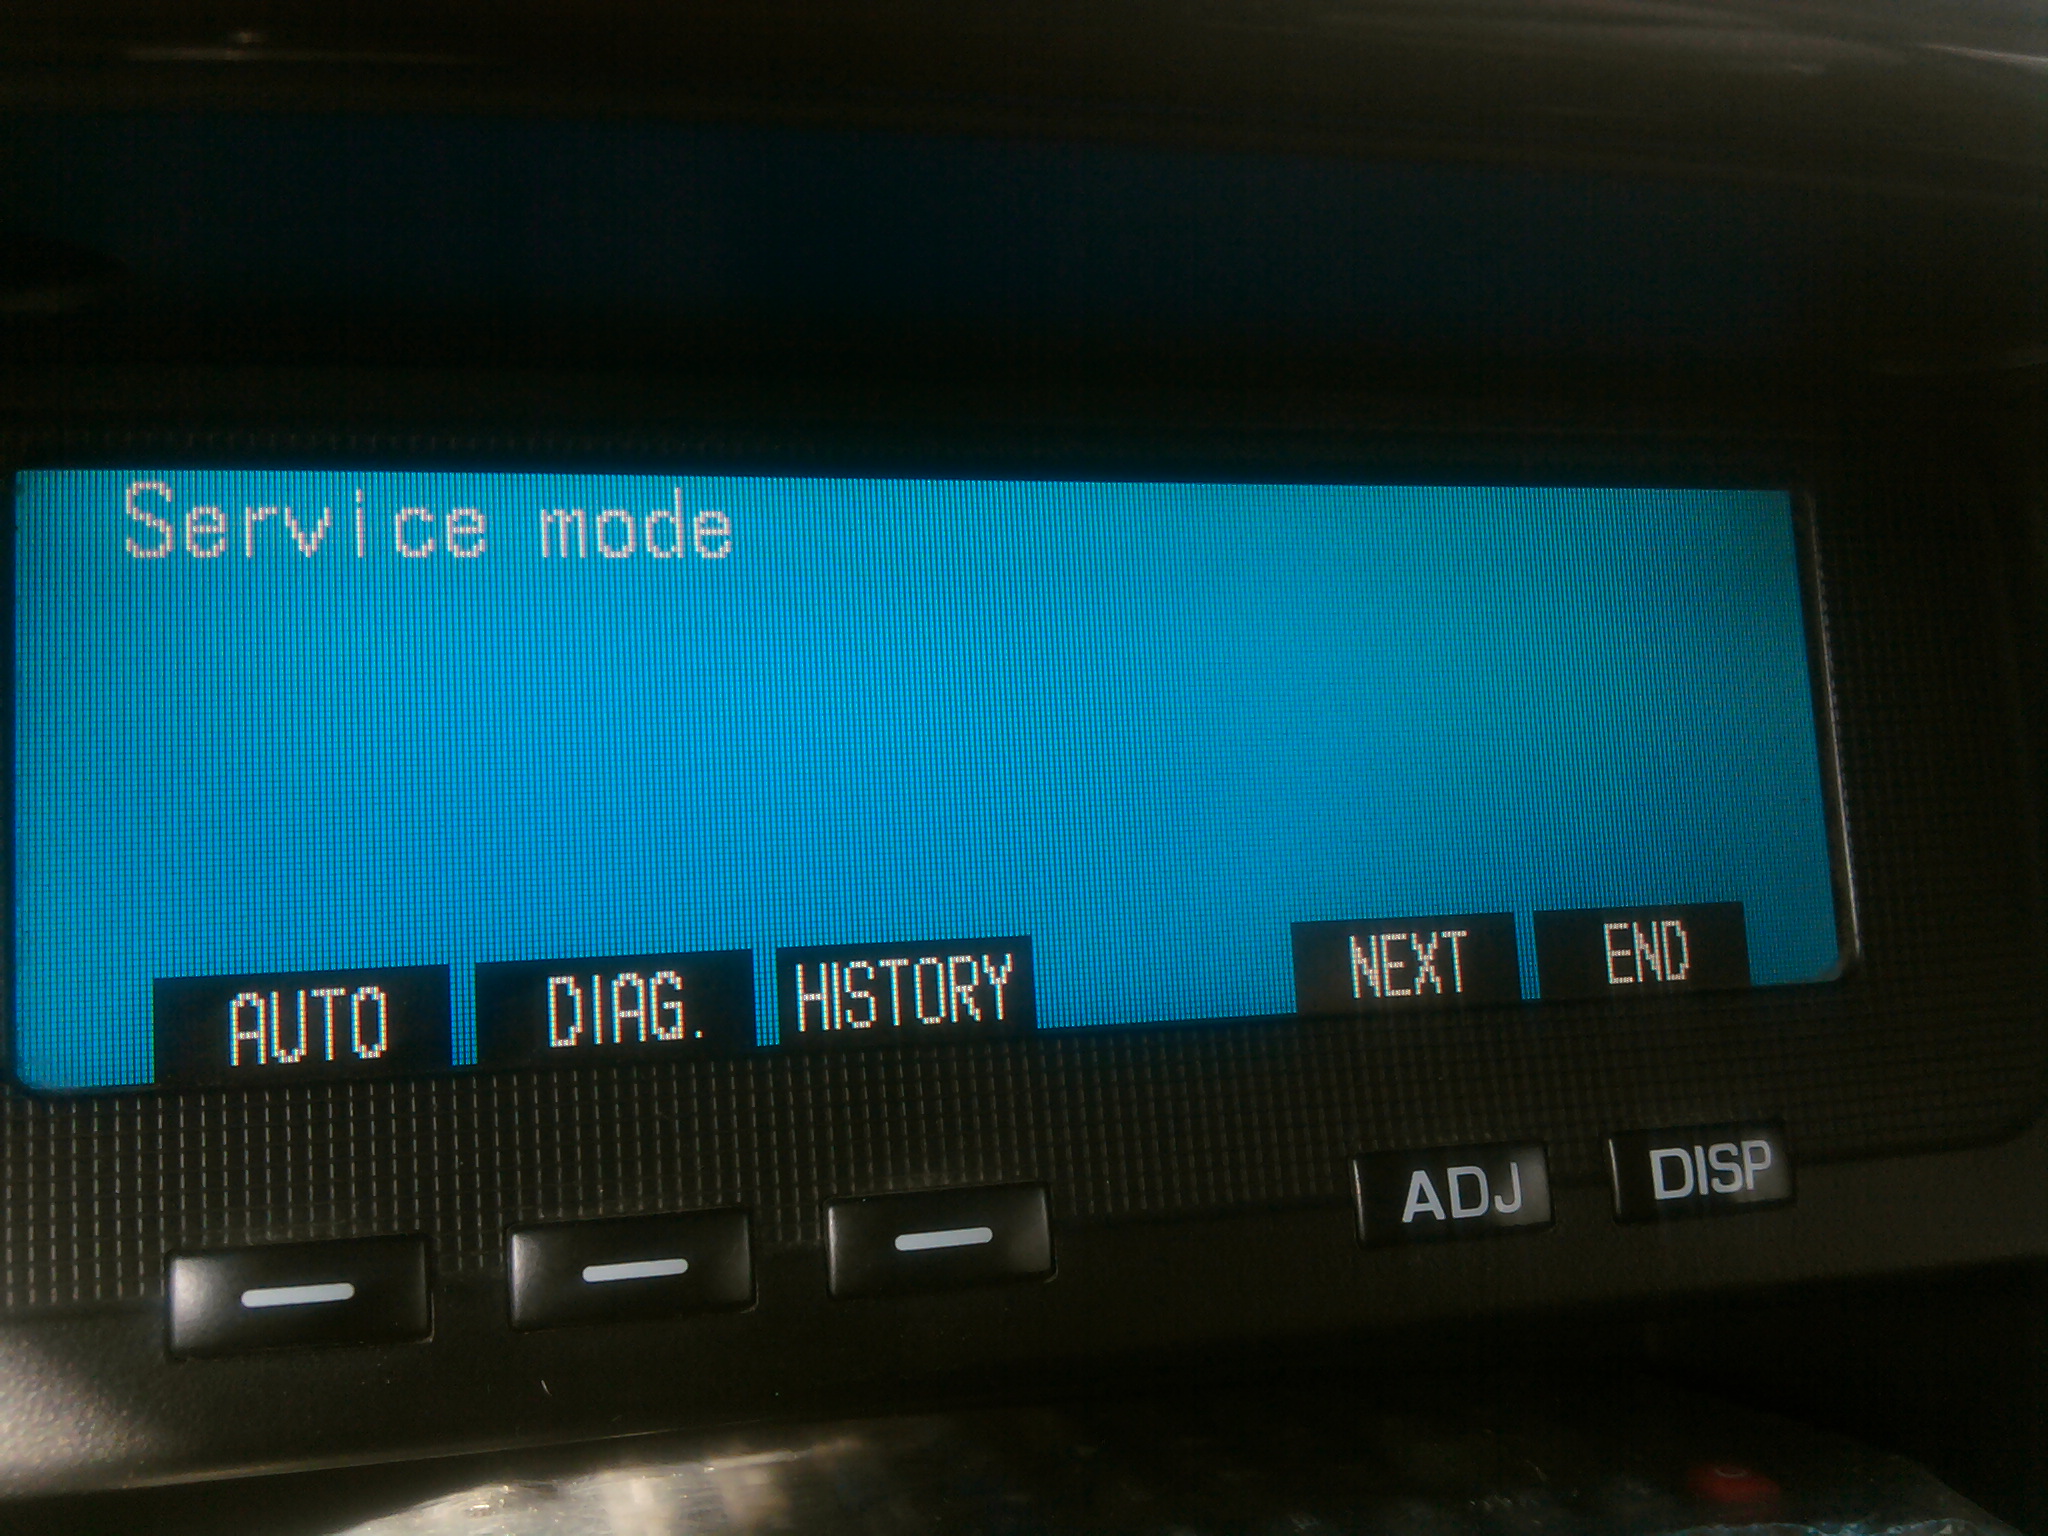 Service mode
AUTO DIAG. HISTORY NEXT END
ADJ DISP